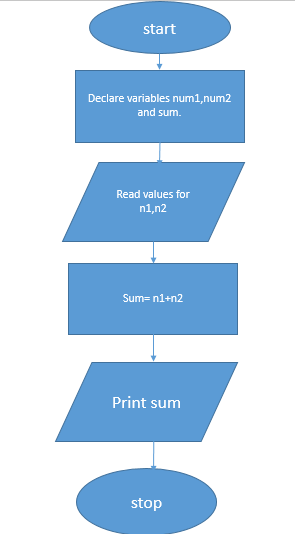 start
Declare variables num1,num2
and sum.
Read values for
n1,n2
Sum= n1+n2
Print sum
stop